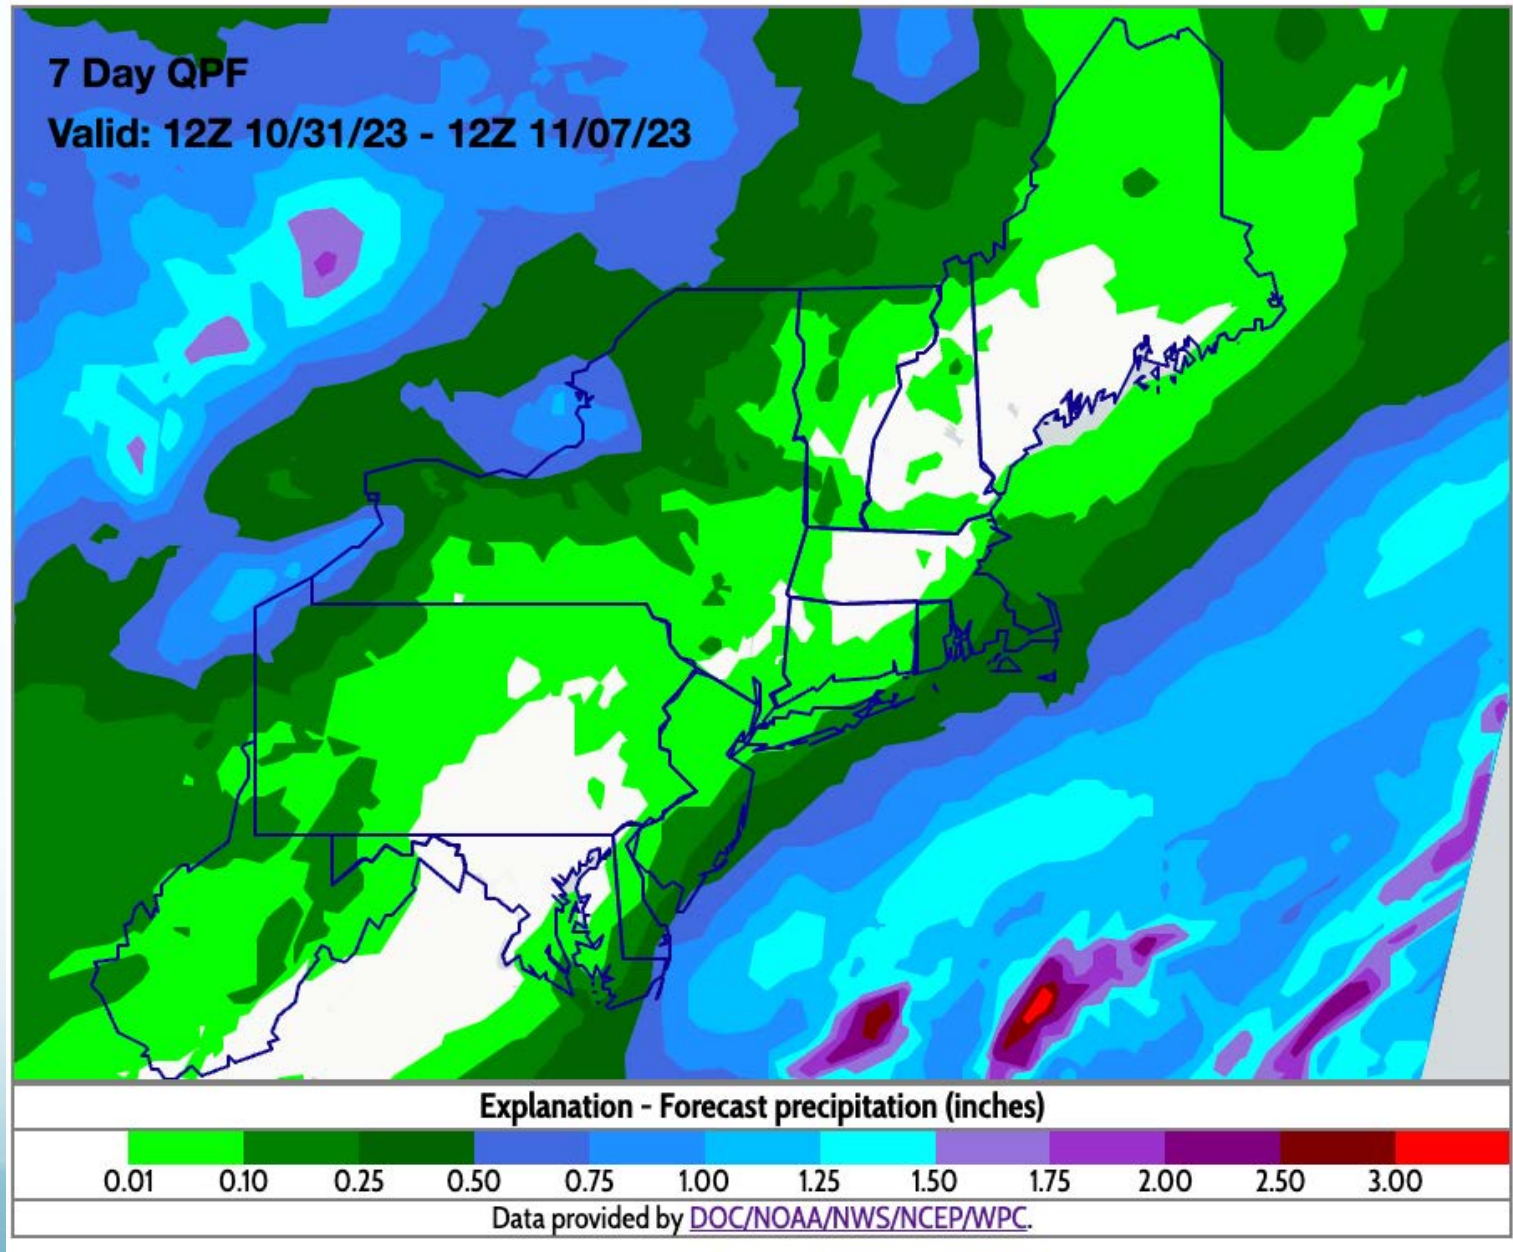 7 Day QPF
Valid: 12Z 10/31/23 - 12Z 11/07/23
Explanation - Forecast precipitation (inches)
0.01 0.10 0.25 0.50 0.75 1.00 1.25 1.50 1.75 2.00 2.50 3.00
Data provided by DOC/NOAA/NWS/NCEP/WPC.